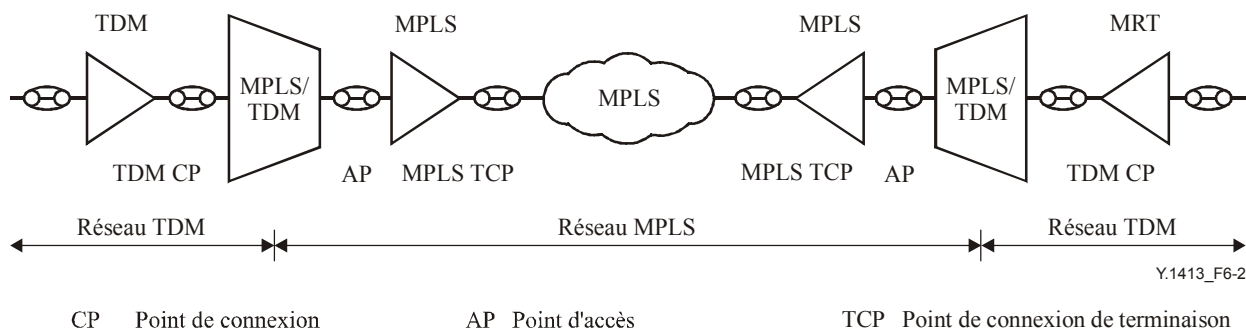 TDM
MPLS
MPLS
MRT
MPLS/
TDM
MPLS
MPLS/
TDM
TDM CP
AP
MPLS TCP
MPLS TCP
AP
TDM CP
Réseau TDM
Réseau MPLS
Réseau TDM
Y.1413_F6-2
CP Point de connexion
AP Point d'accès
TCP Point de connexion de terminaison